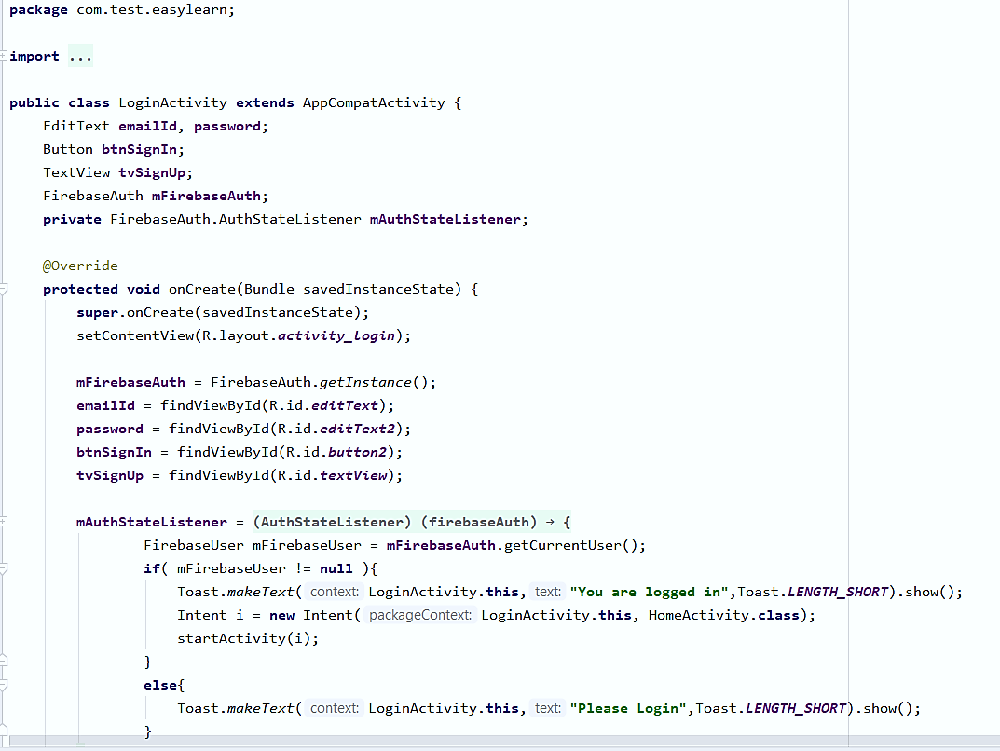 package com.test.easylearn;
import ...
public class LoginActivity extends AppCompatActivity {
EditText emailId, password;
Button btnSignIn;
TextView tvSignUp;
FirebaseAuth mFirebaseAuth;
private FirebaseAuth.AuthStateListener mAuthStateListener;
@Override
protected void onCreate(Bundle savedInstanceState) {
super.onCreate(savedInstanceState);
setContentView(R.layout.activity_login);
mFirebaseAuth = FirebaseAuth.getInstance();
emailId = findViewById(R.id.editText);
password = findViewById(R.id.editText2);
btnSignIn = findViewById(R.id.button2);
tvSignUp = findViewById(R.id.textView);
mAuthStateListener = (AuthStateListener) (firebaseAuth) → {
FirebaseUser mFirebaseUser = mFirebaseAuth.getCurrentUser();
if( mFirebaseUser != null ){
Toast.makeText( context: LoginActivity.this, text: "You are logged in",Toast.LENGTH_SHORT).show();
Intent i = new Intent( packageContext: LoginActivity.this, HomeActivity.class);
startActivity(i);
}
else{
Toast.makeText( context: LoginActivity.this, text: "Please Login",Toast.LENGTH_SHORT).show();
}